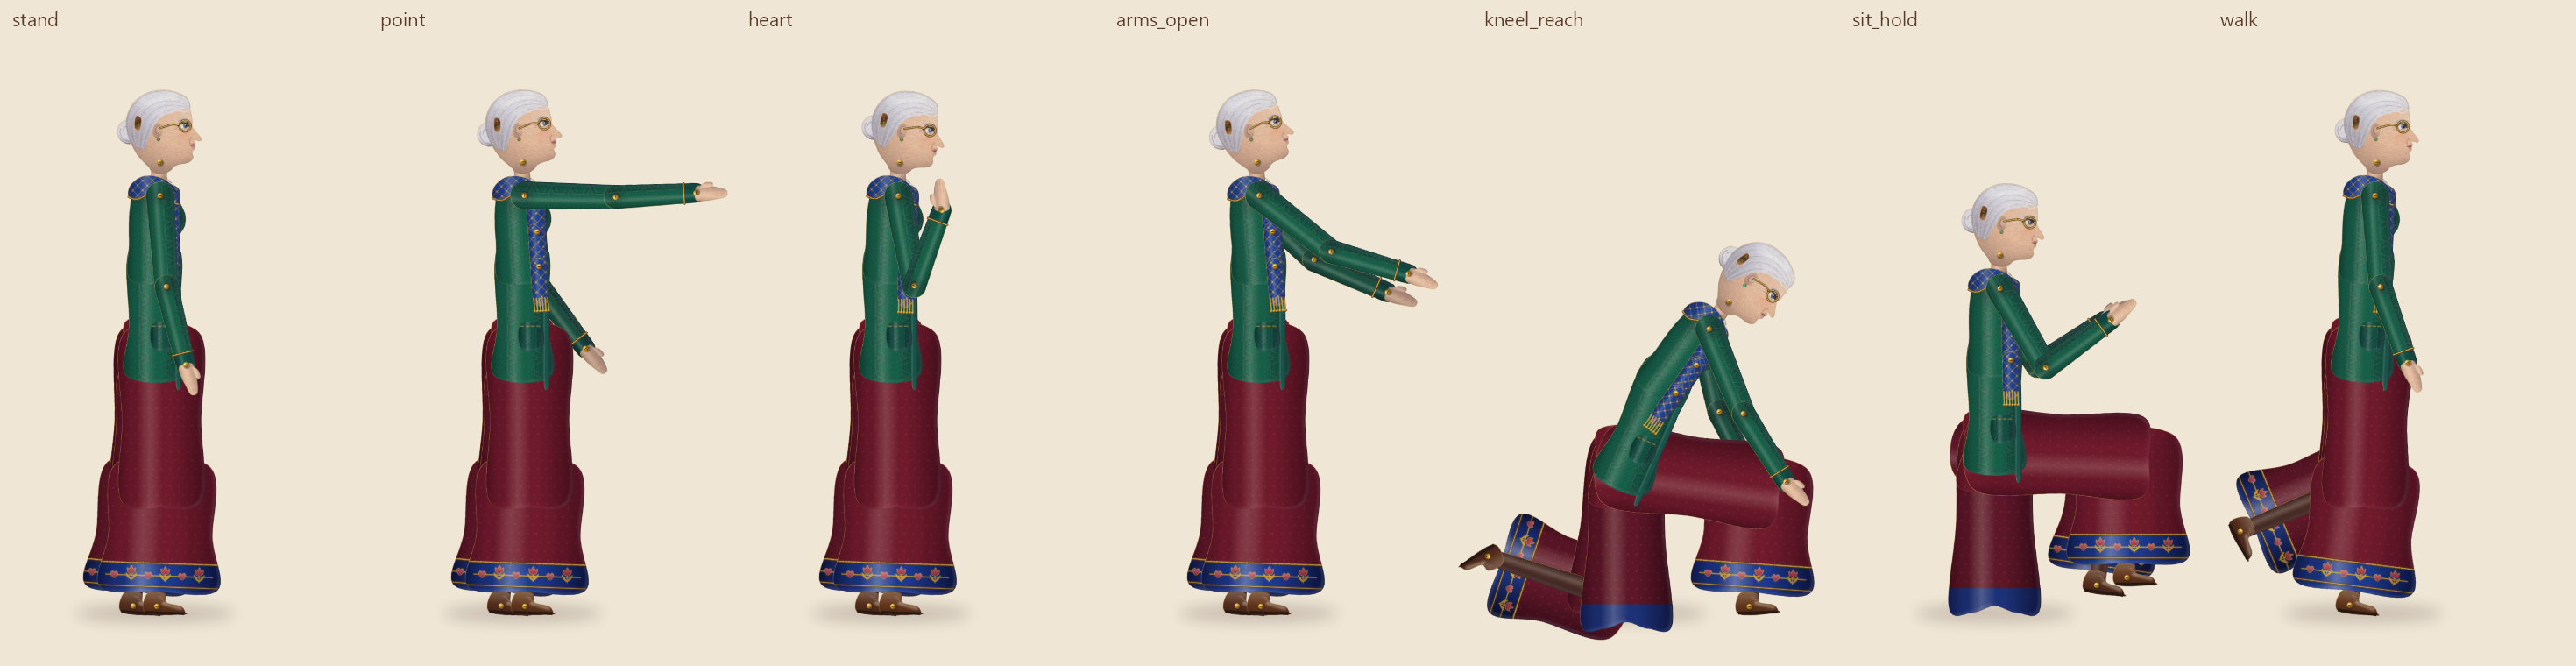 stand
point
heart
arms_open
kneel_reach
sit_hold
walk